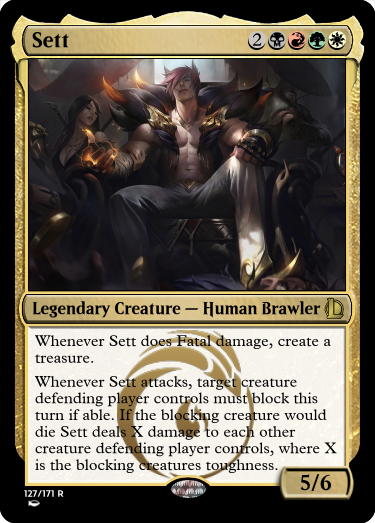 Sett 2
Legendary Creature — Human Brawler
Whenever Sett does Fatal damage, create a
treasure.
Whenever Sett attacks, target creature
defending player controls must block this
turn if able. If the blocking creature would
die Sett deals X damage to each other
creature defending player controls, where X
is the blocking creatures toughness.
5/6
127/171 R